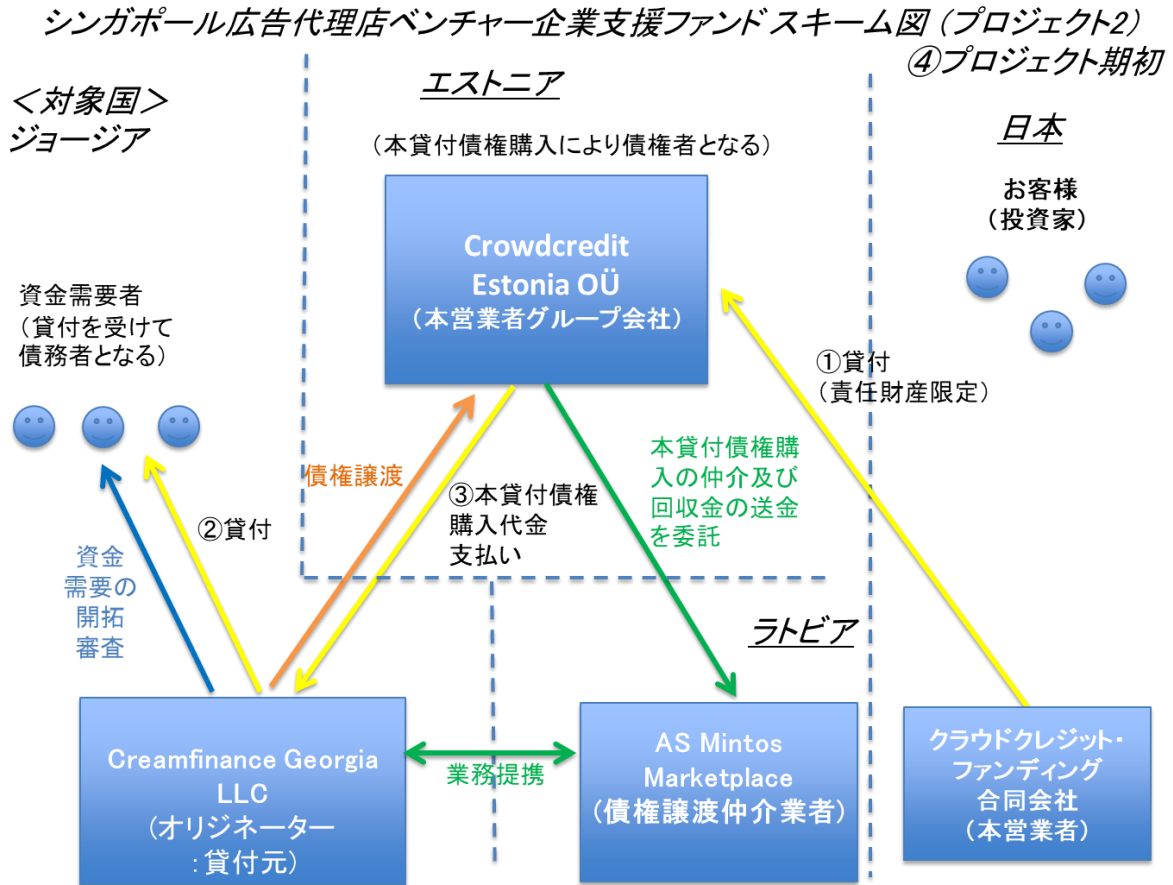 シンガポール広告代理店ベンチャー企業支援ファンド スキーム図 (プロジェクト2)
④プロジェクト期初
<対象国>
ジョージア
エストニア
(本貸付債権購入により債権者となる)
日本
お客様
(投資家)
Crowdcredit
Estonia OÜ
(本営業者グループ会社)
資金需要者
(貸付を受けて
債務者となる)
①貸付
(責任財産限定)
債権譲渡
③本貸付債権
購入代金
支払い
本貸付債権購
入の仲介及び
回収金の送金
を委託
②貸付
資金
需要の
開拓
審査
ラトビア
Creamfinance Georgia
LLC
(オリジネーター
:貸付元)
業務提携
AS Mintos
Marketplace
(債権譲渡仲介業者)
クラウドクレジット・
ファンディング
合同会社
(本営業者)